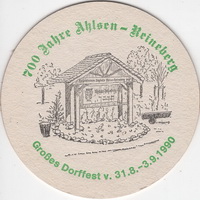 700 Jahre Ahlsen-Reineberg
Großes Dorffest v. 31.8.-3.9.1990